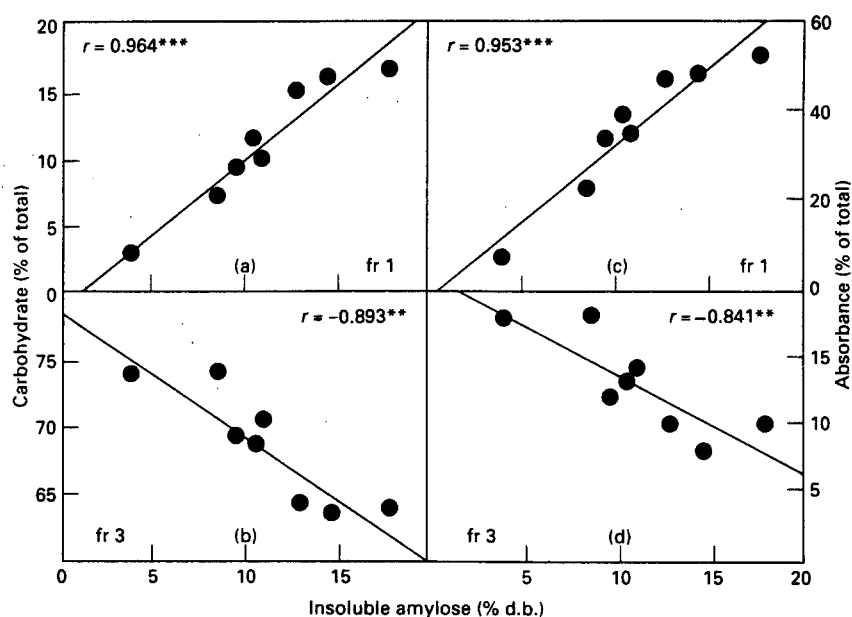 20
15
10
5
0
r = 0.964***
(a)
fr 1
r = 0.953***
(c)
fr 1
60
40
20
0
Carbohydrate (% of total)
Absorbance (% of total)
75
70
65
r = −0.893**
fr 3
(b)
r = −0.841**
fr 3
(d)
15
10
5
0
5
10
15
5
10
15
20
Insoluble amylose (% d.b.)